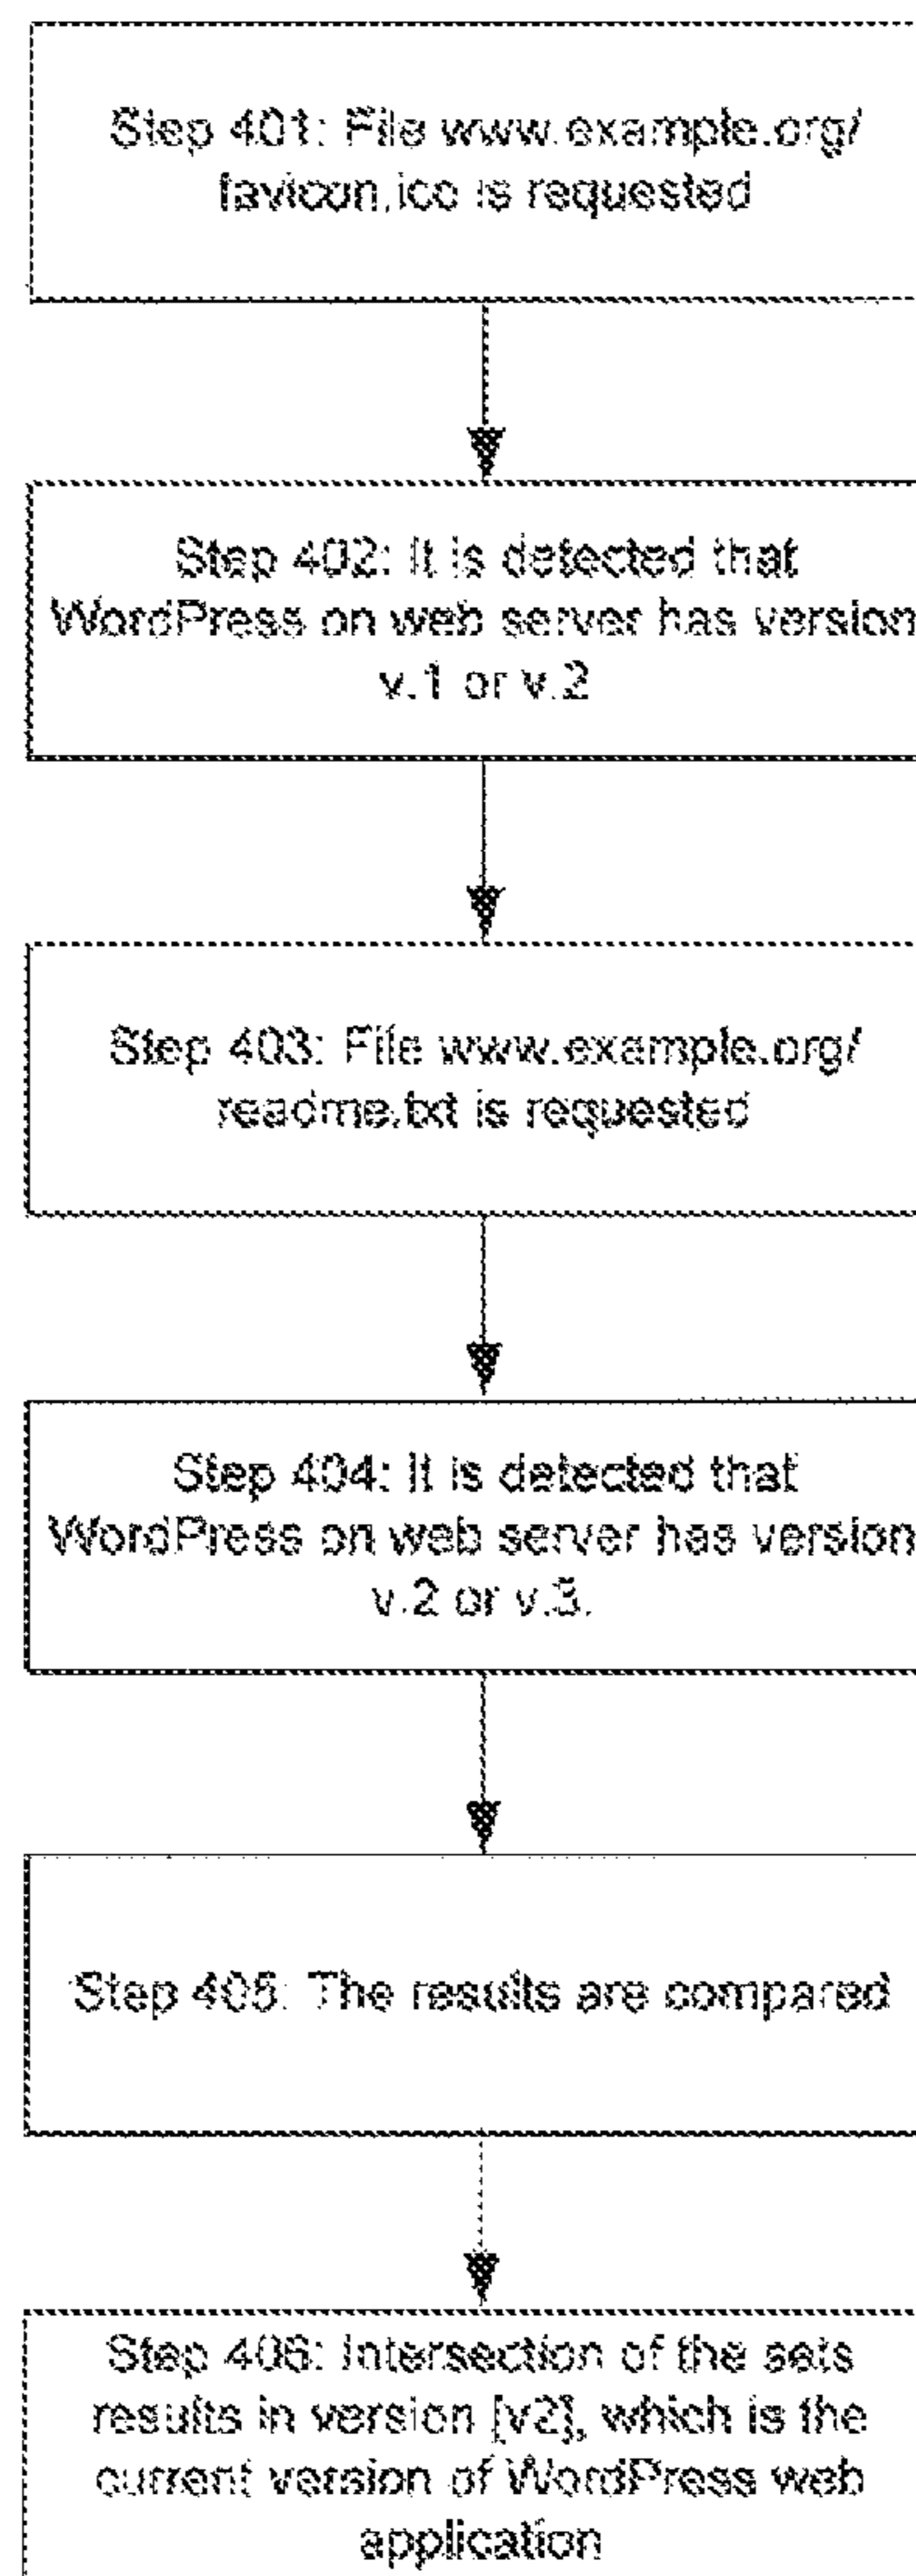 Step 401: File www.example.org/
favicon.ico is requested
Step 402: It is detected that
WordPress on web server has version
v.1 or v.2
Step 403: File www.example.org/
readme.txt is requested
Step 404: It is detected that
WordPress on web server has version
v.2 or v.3.
Step 405: The results are compared
Step 406: Intersection of the sets
results in version [v2], which is the
current version of WordPress web
application